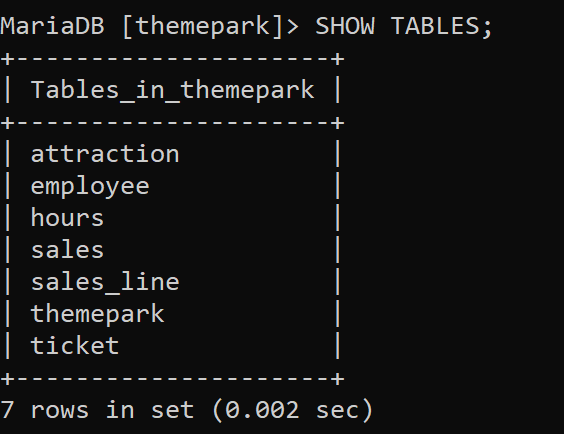 MariaDB [themepark]> SHOW TABLES;
+---------------------+
| Tables_in_themepark |
+---------------------+
| attraction          |
| employee            |
| hours               |
| sales               |
| sales_line          |
| themepark           |
| ticket              |
+---------------------+
7 rows in set (0.002 sec)